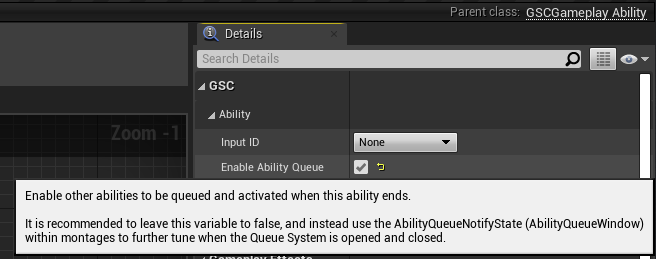 Parent class: GSCGameplay Ability
Details
Search Details
GSC
Ability
Zoom -1
Input ID
None
Enable Ability Queue
Enable other abilities to be queued and activated when this ability ends.
It is recommended to leave this variable to false, and instead use the AbilityQueueNotifyState (AbilityQueueWindow)
within montages to further tune when the Queue System is opened and closed.
Gameplay Effects